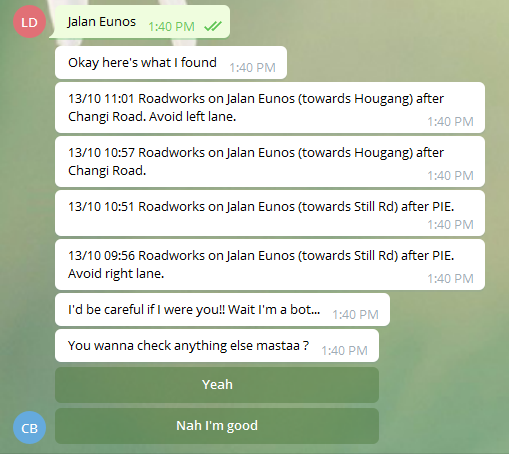 LD
Jalan Eunos 1:40 PM
Okay here's what I found 1:40 PM
13/10 11:01 Roadworks on Jalan Eunos (towards Hougang) after
Changi Road. Avoid left lane.
1:40 PM
13/10 10:57 Roadworks on Jalan Eunos (towards Hougang) after
Changi Road.
1:40 PM
13/10 10:51 Roadworks on Jalan Eunos (towards Still Rd) after PIE.
1:40 PM
13/10 09:56 Roadworks on Jalan Eunos (towards Still Rd) after PIE.
Avoid right lane.
1:40 PM
I'd be careful if I were you!! Wait I'm a bot... 1:40 PM
You wanna check anything else mastaa ? 1:40 PM
Yeah
CB
Nah I'm good